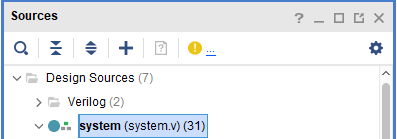 Sources
...
Design Sources (7)
Verilog (2)
system (system.v) (31)